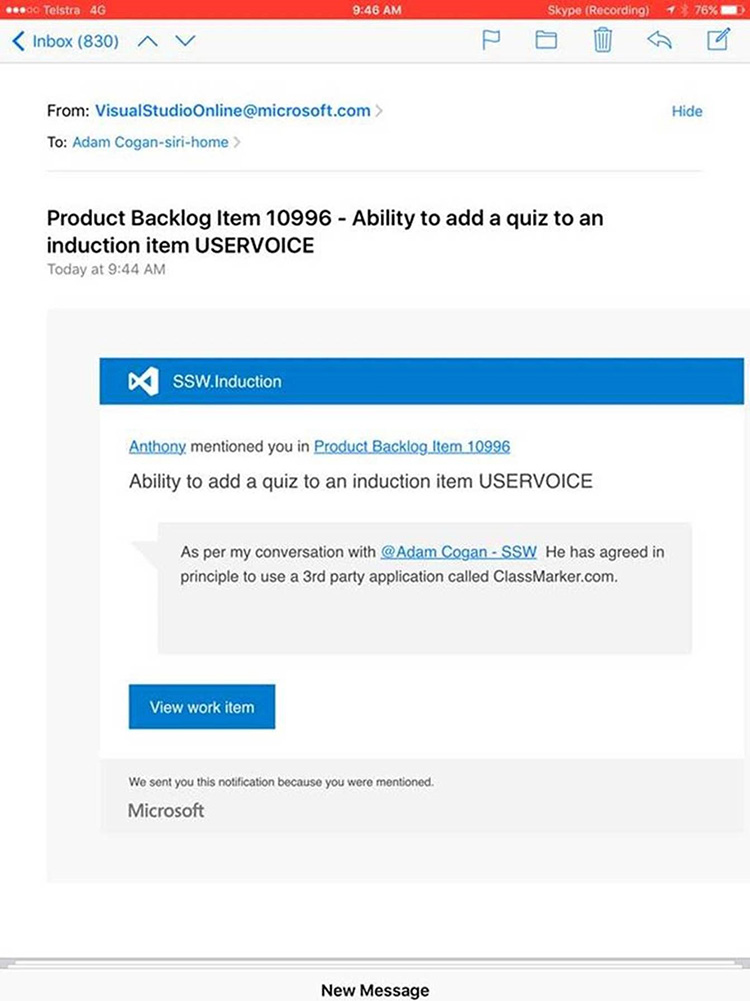 Telstra 4G 9:46 AM Skype (Recording) 76%
Inbox (830)
From: VisualStudioOnline@microsoft.com Hide
To: Adam Cogan-siri-home
Product Backlog Item 10996 - Ability to add a quiz to an
induction item USERVOICE
Today at 9:44 AM
SSW.Induction
Anthony mentioned you in Product Backlog Item 10996
Ability to add a quiz to an induction item USERVOICE
As per my conversation with @Adam Cogan - SSW He has agreed in
principle to use a 3rd party application called ClassMarker.com.
View work item
We sent you this notification because you were mentioned.
Microsoft
New Message